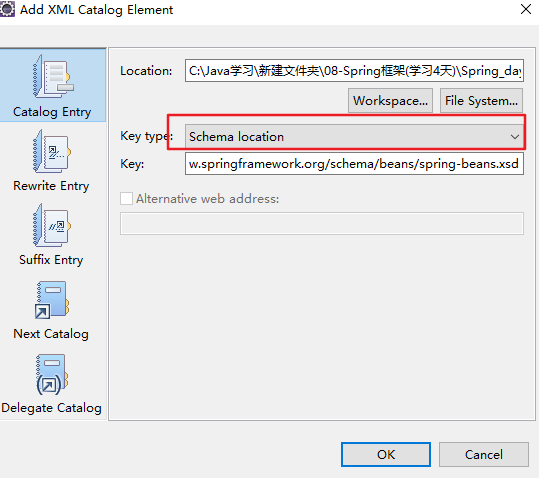 Add XML Catalog Element
Catalog Entry
Rewrite Entry
Suffix Entry
Next Catalog
Delegate Catalog
Location: C:\Java学习\新建文件夹\08-Spring框架(学习4天)\Spring_day
Workspace... File System...
Key type: Schema location
Key: w.springframework.org/schema/beans/spring-beans.xsd
Alternative web address:
OK Cancel